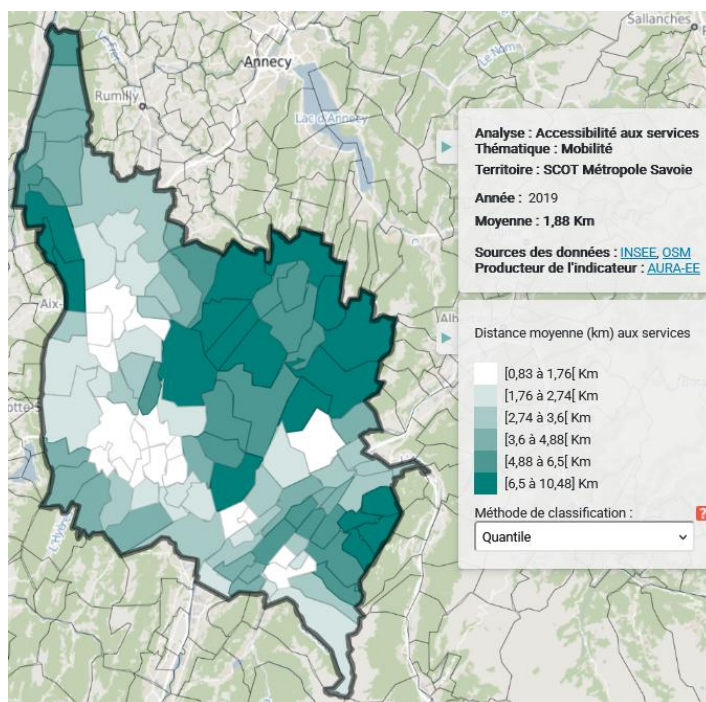 Sallanches
Annecy
Rumilly
Lac d'Annecy
Analyse : Accessibilité aux services
Thématique : Mobilité
Territoire : SCOT Métropole Savoie
Année : 2019
Moyenne : 1,88 Km
Sources des données : INSEE, OSM
Producteur de l'indicateur : AURA-EE
Aix-
Distance moyenne (km) aux services
[0,83 à 1,76[ Km
[1,76 à 2,74[ Km
[2,74 à 3,6[ Km
[3,6 à 4,88[ Km
[4,88 à 6,5[ Km
[6,5 à 10,48] Km
Méthode de classification :
?
Quantile